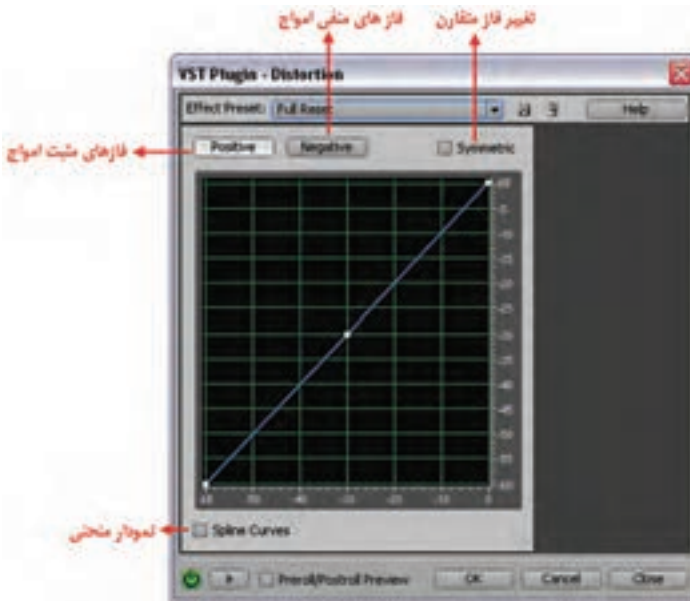 فاز های منفی امواج
تغییر فاز متقارن
VST Plugin - Distortion
Effect Preset: Full Reset
Help
فازهای مثبت امواج
Positive
Negative
Symmetric
نمودار منحنی
Spline Curves
Preroll/Postroll Preview
OK
Cancel
Close